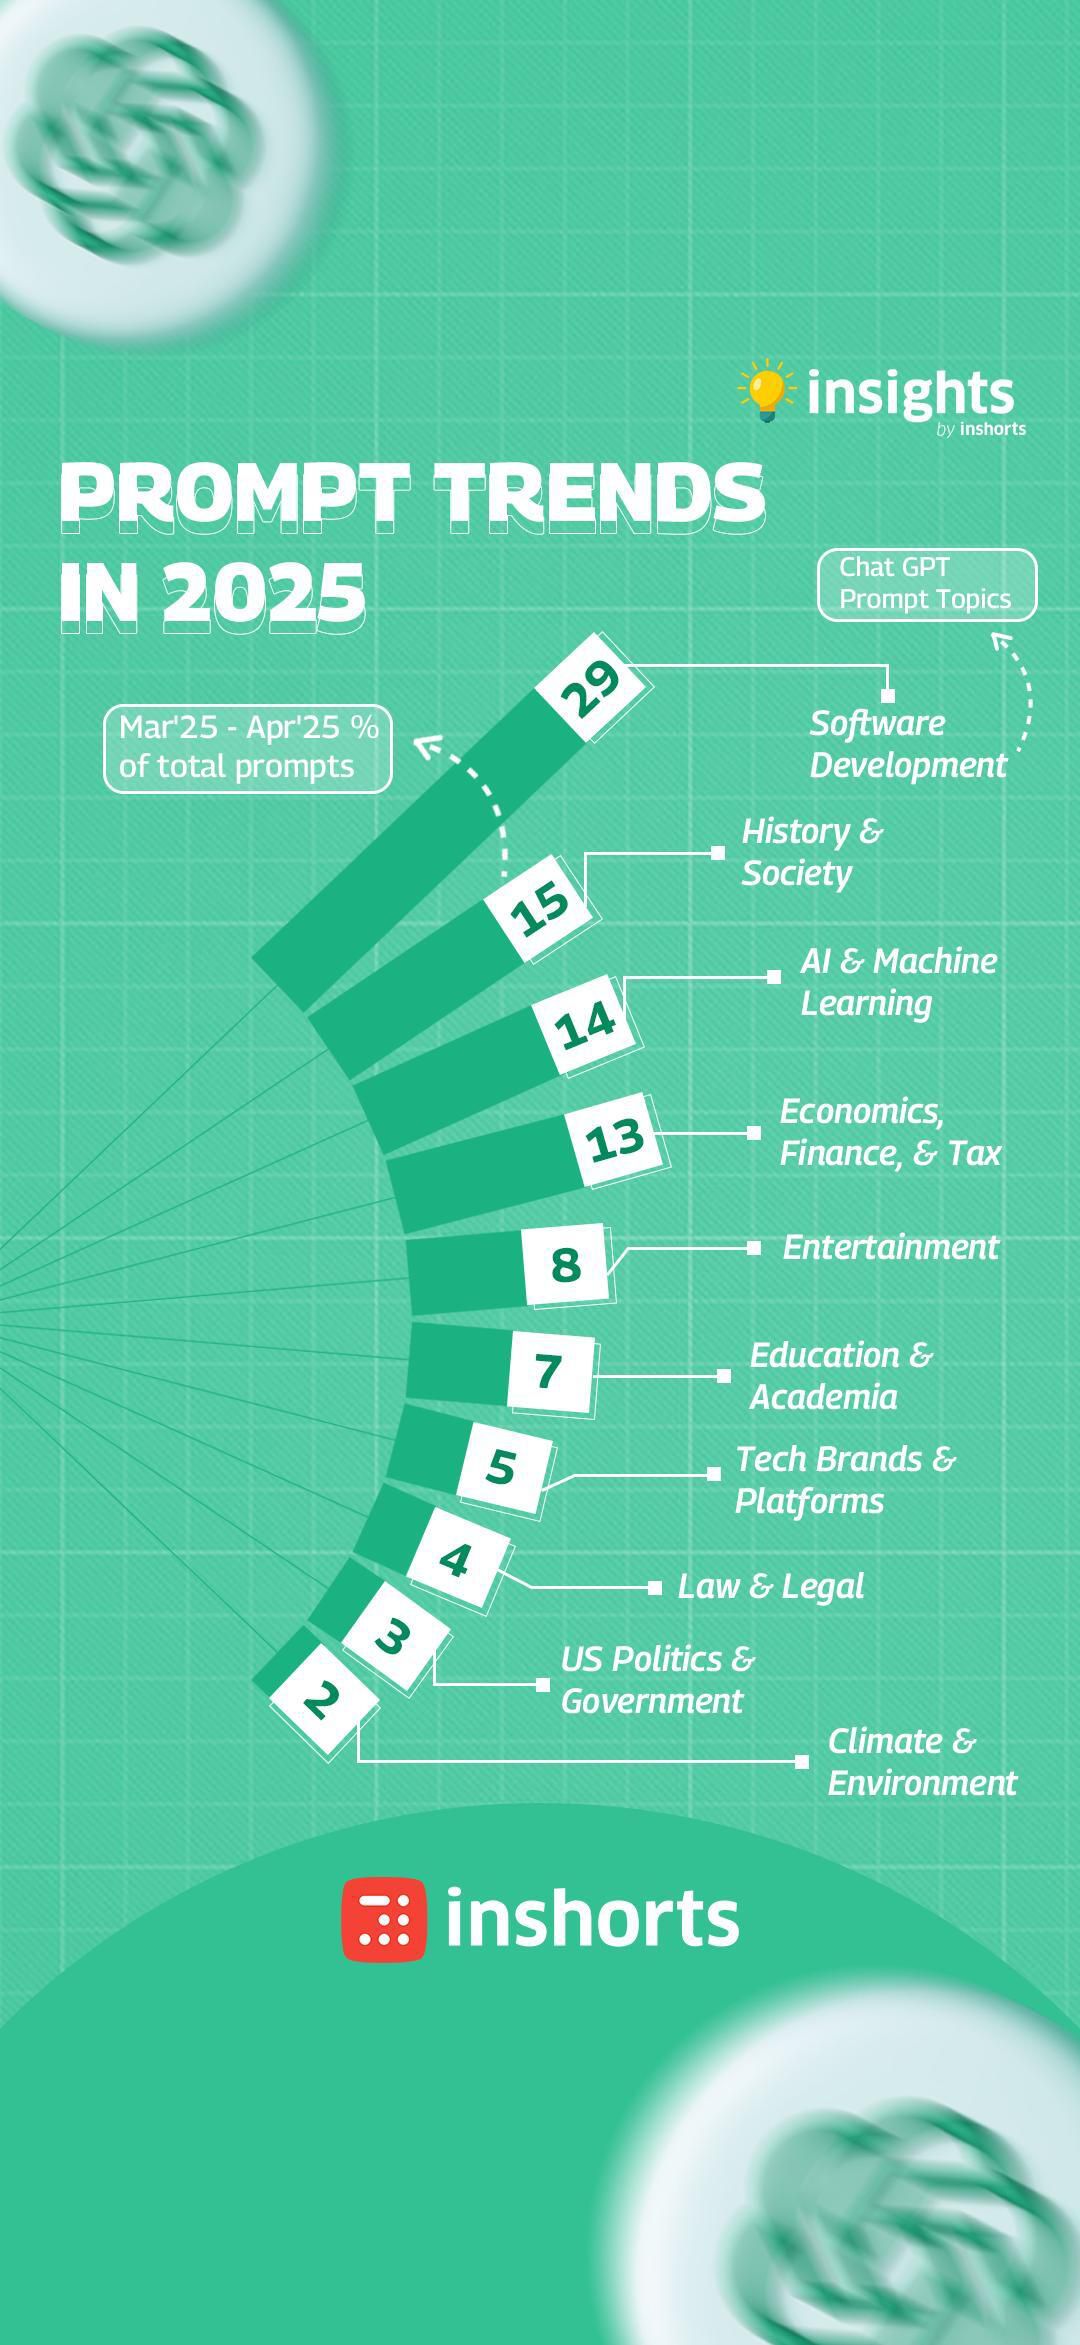 insights
by inshorts
PROMPT TRENDS
IN 2025
Chat GPT
Prompt Topics
Mar'25 - Apr'25 %
of total prompts
29
Software
Development
15
History &
Society
14
AI & Machine
Learning
13
Economics,
Finance, & Tax
8
Entertainment
7
Education &
Academia
5
Tech Brands &
Platforms
4
Law & Legal
3
US Politics &
Government
2
Climate &
Environment
inshorts